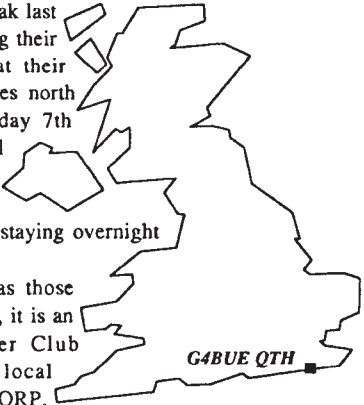 ak last
g their
at their
es north
day 7th
staying overnight
as those
, it is an
er Club
local
ORP.
G4BUE QTH